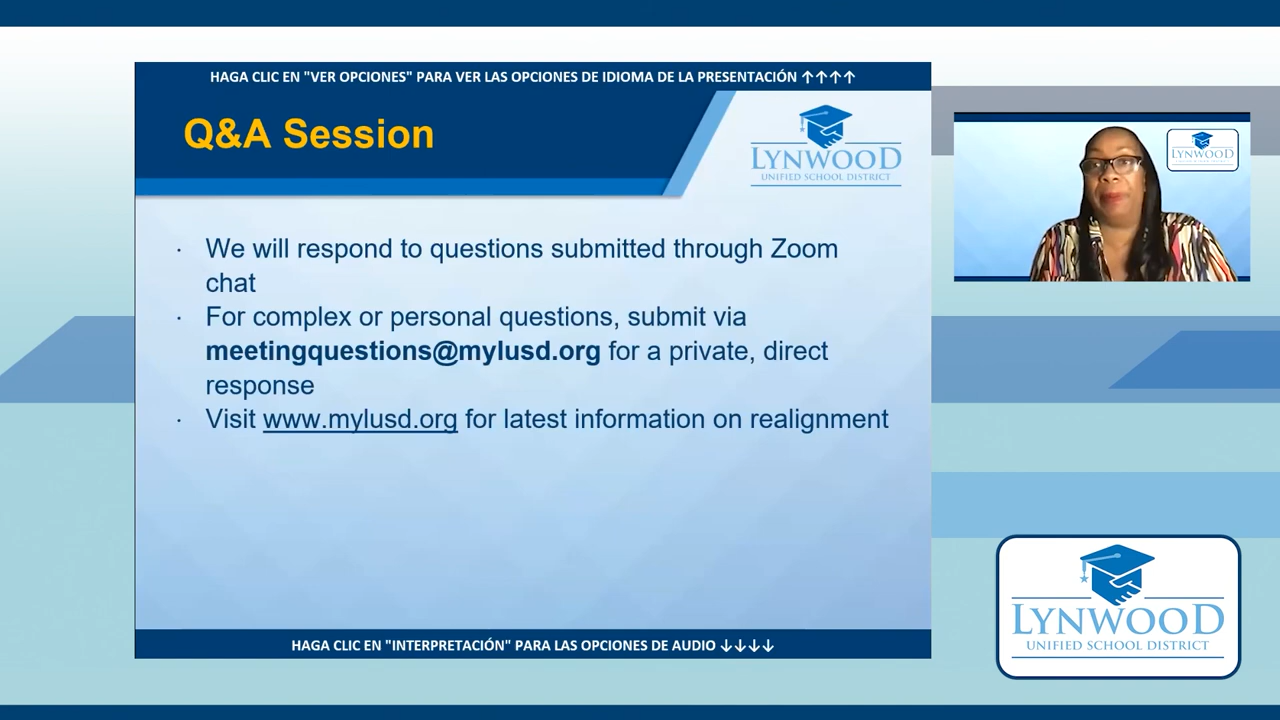 HAGA CLIC EN "VER OPCIONES" PARA VER LAS OPCIONES DE IDIOMA DE LA PRESENTACIÓN ↑↑↑↑
Q&A Session
LYNWOOD
UNIFIED SCHOOL DISTRICT
LYNWOOD
· We will respond to questions submitted through Zoom
chat
· For complex or personal questions, submit via
meetingquestions@mylusd.org for a private, direct
response
· Visit www.mylusd.org for latest information on realignment
HAGA CLIC EN "INTERPRETACIÓN" PARA LAS OPCIONES DE AUDIO ↓↓↓↓
LYNWOOD
UNIFIED SCHOOL DISTRICT